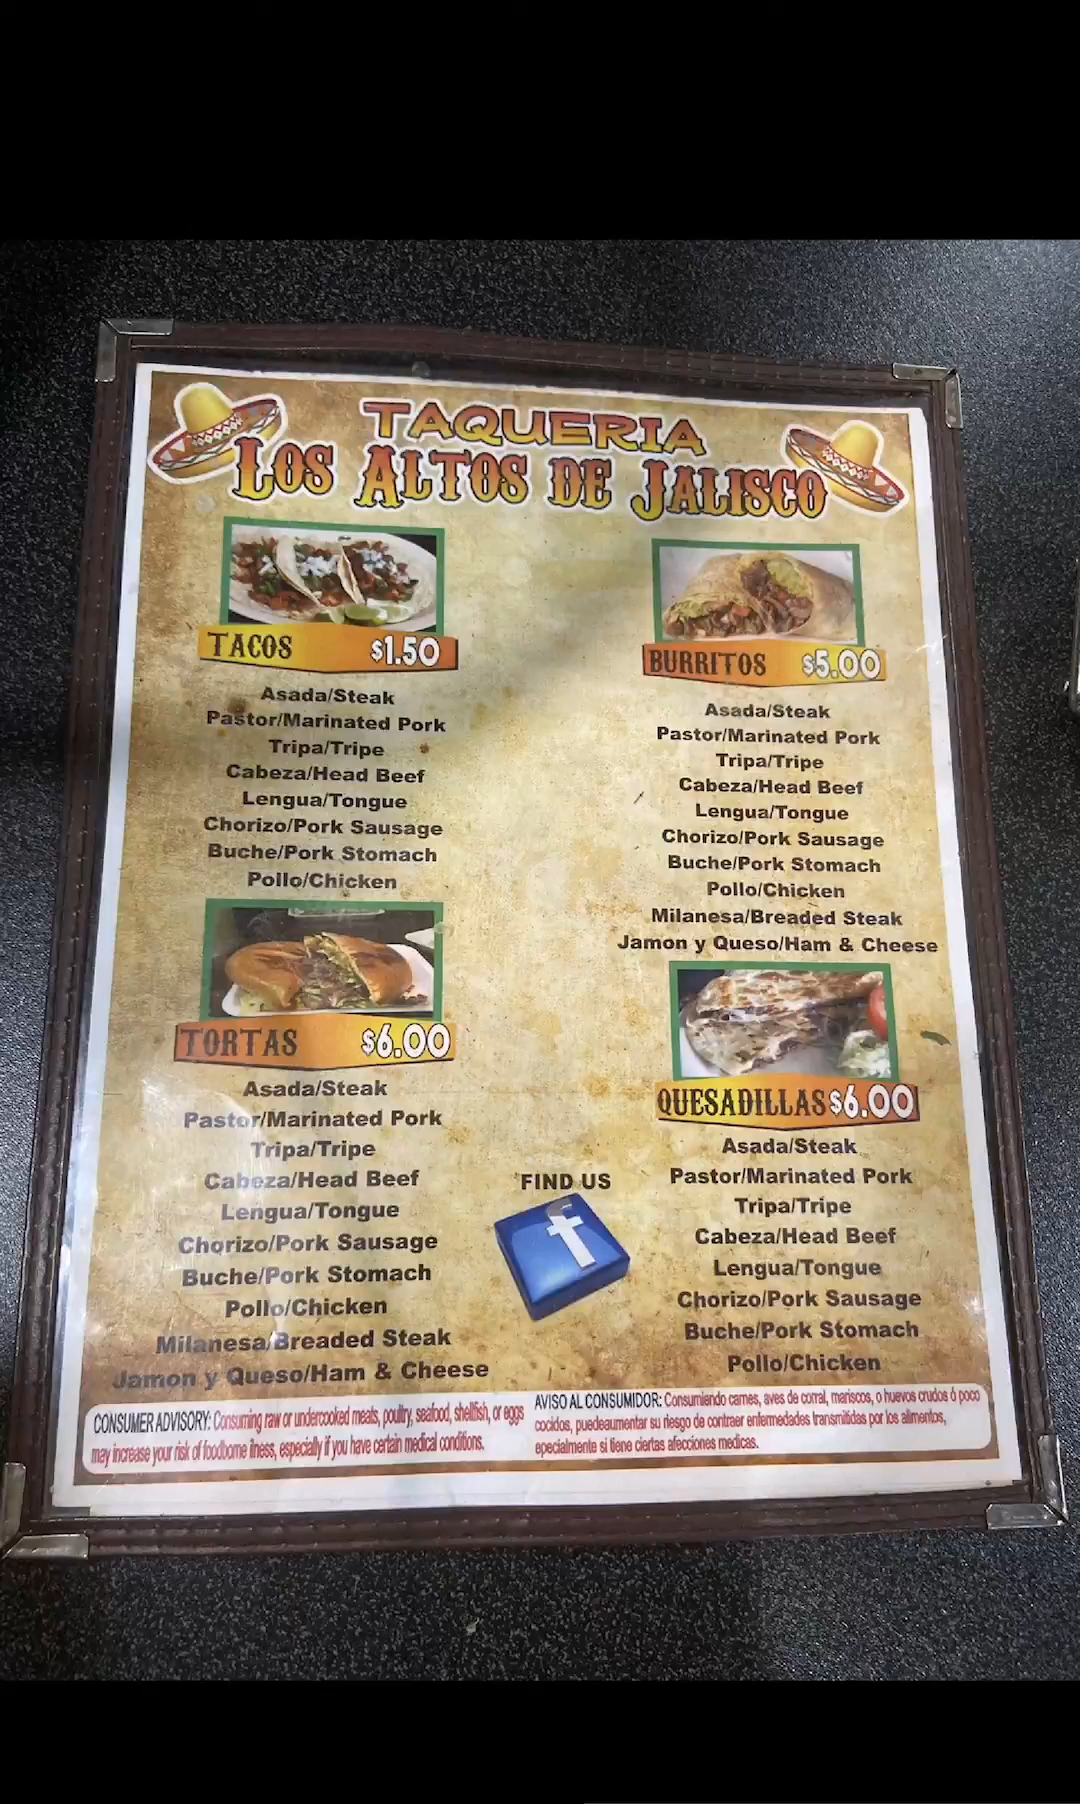 TAQUERIA
LOS ALTOS DE JALISCO
TACOS $1.50
Asada/Steak
Pastor/Marinated Pork
Tripa/Tripe
Cabeza/Head Beef
Lengua/Tongue
Chorizo/Pork Sausage
Buche/Pork Stomach
Pollo/Chicken
BURRITOS $5.00
Asada/Steak
Pastor/Marinated Pork
Tripa/Tripe
Cabeza/Head Beef
Lengua/Tongue
Chorizo/Pork Sausage
Buche/Pork Stomach
Pollo/Chicken
Milanesa/Breaded Steak
Jamon y Queso/Ham & Cheese
TORTAS $6.00
Asada/Steak
Pastor/Marinated Pork
Tripa/Tripe
Cabeza/Head Beef
Lengua/Tongue
Chorizo/Pork Sausage
Buche/Pork Stomach
Pollo/Chicken
Milanesa/Breaded Steak
Jamon y Queso/Ham & Cheese
FIND US
f
QUESADILLAS $6.00
Asada/Steak
Pastor/Marinated Pork
Tripa/Tripe
Cabeza/Head Beef
Lengua/Tongue
Chorizo/Pork Sausage
Buche/Pork Stomach
Pollo/Chicken
CONSUMER ADVISORY: Consuming raw or undercooked meats, poultry, seafood, shellfish, or eggs
may increase your risk of foodborne illness, especially if you have certain medical conditions.
AVISO AL CONSUMIDOR: Consumiendo carnes, aves de corral, mariscos, o huevos crudos ó poco
cocidos, puedeaumentar su riesgo de contraer enfermedades transmitidas por los alimentos,
epecialmente si tiene ciertas afecciones medicas.